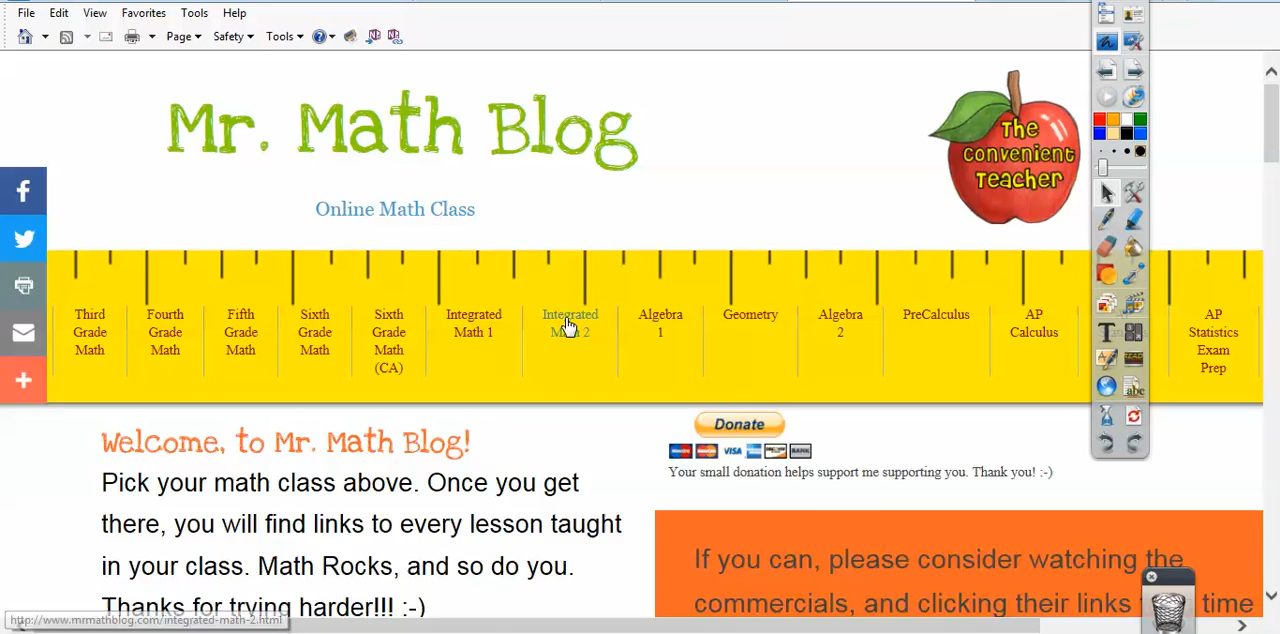 File Edit View Favorites Tools Help
Page Safety Tools
Mr. Math Blog
The
convenient
Teacher
Online Math Class
Third
Grade
Math
Fourth
Grade
Math
Fifth
Grade
Math
Sixth
Grade
Math
Sixth
Grade
Math
(CA)
Integrated
Math 1
Integrated
Math 2
Algebra
1
Geometry
Algebra
2
PreCalculus
AP
Calculus
AP
Statistics
Exam
Prep
Welcome, to Mr. Math Blog!
Pick your math class above. Once you get
there, you will find links to every lesson taught
in your class. Math Rocks, and so do you.
Thanks for trying harder!!! :-)
Donate
VISA
BANK
Your small donation helps support me supporting you. Thank you! :-)
If you can, please consider watching the
commercials, and clicking their links time
http://www.mrmathblog.com/integrated-math-2.html